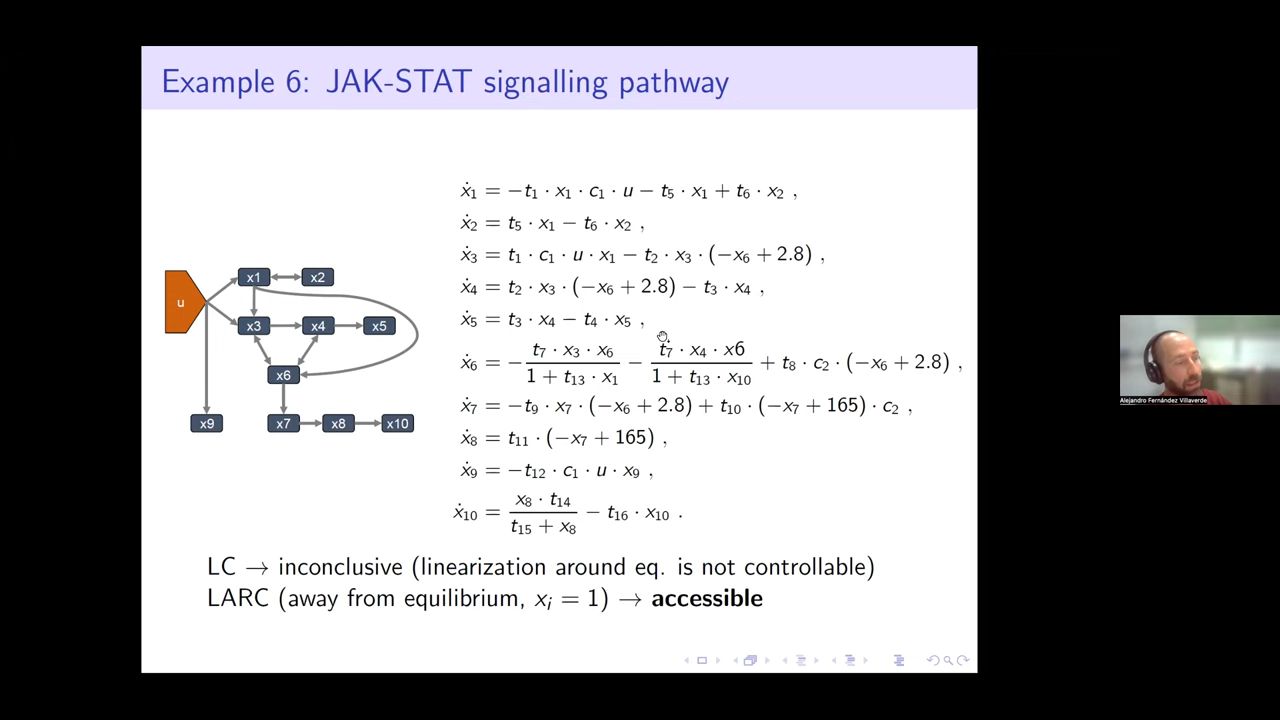 Example 6: JAK-STAT signalling pathway
ẋ₁ = −t₁ · x₁ · c₁ · u − t₅ · x₁ + t₆ · x₂ ,
ẋ₂ = t₅ · x₁ − t₆ · x₂ ,
ẋ₃ = t₁ · c₁ · u · x₁ − t₂ · x₃ · (−x₆ + 2.8) ,
ẋ₄ = t₂ · x₃ · (−x₆ + 2.8) − t₃ · x₄ ,
ẋ₅ = t₃ · x₄ − t₄ · x₅ ,
ẋ₆ = −(t₇ · x₃ · x₆)/(1 + t₁₃ · x₁) − (t₇ · x₄ · x6)/(1 + t₁₃ · x₁₀) + t₈ · c₂ · (−x₆ + 2.8) ,
ẋ₇ = −t₉ · x₇ · (−x₆ + 2.8) + t₁₀ · (−x₇ + 165) · c₂ ,
ẋ₈ = t₁₁ · (−x₇ + 165) ,
ẋ₉ = −t₁₂ · c₁ · u · x₉ ,
ẋ₁₀ = (x₈ · t₁₄)/(t₁₅ + x₈) − t₁₆ · x₁₀ .
u
x1 x2
x3 x4 x5
x6
x9 x7 x8 x10
LC → inconclusive (linearization around eq. is not controllable)
LARC (away from equilibrium, xᵢ = 1) → accessible
Alejandro Fernández Villaverde